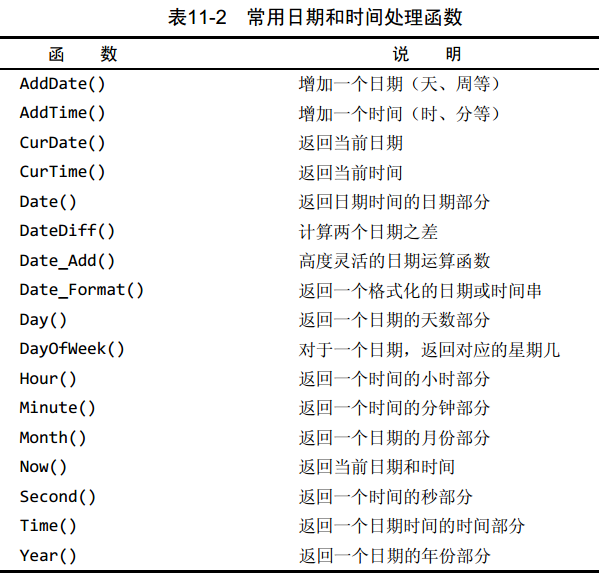 表11-2 常用日期和时间处理函数
函 数 说 明
AddDate() 增加一个日期（天、周等）
AddTime() 增加一个时间（时、分等）
CurDate() 返回当前日期
CurTime() 返回当前时间
Date() 返回日期时间的日期部分
DateDiff() 计算两个日期之差
Date_Add() 高度灵活的日期运算函数
Date_Format() 返回一个格式化的日期或时间串
Day() 返回一个日期的天数部分
DayOfWeek() 对于一个日期，返回对应的星期几
Hour() 返回一个时间的小时部分
Minute() 返回一个时间的分钟部分
Month() 返回一个日期的月份部分
Now() 返回当前日期和时间
Second() 返回一个时间的秒部分
Time() 返回一个日期时间的时间部分
Year() 返回一个日期的年份部分